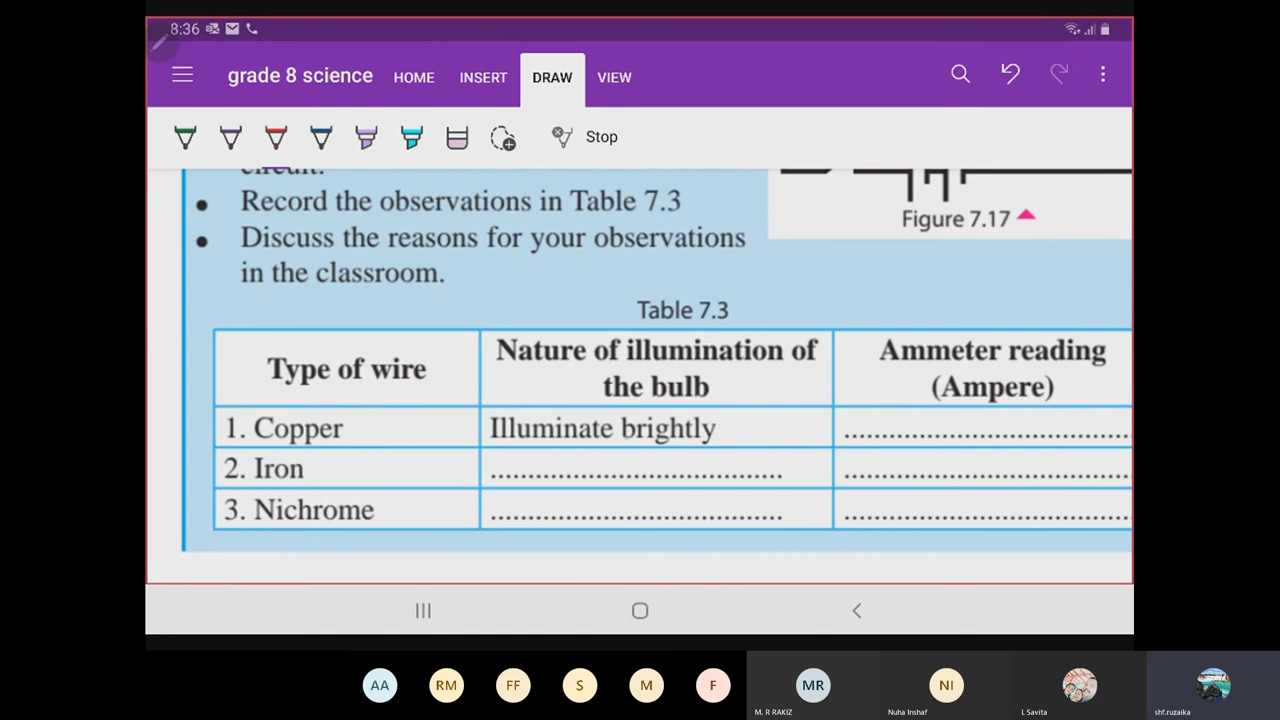 8:36
grade 8 science HOME INSERT DRAW VIEW
Stop
circuit.
• Record the observations in Table 7.3
• Discuss the reasons for your observations
in the classroom.
Figure 7.17
Table 7.3
Type of wire
Nature of illumination of
the bulb
Ammeter reading
(Ampere)
1. Copper Illuminate brightly ..................................
2. Iron .................................... ..................................
3. Nichrome .................................... ..................................
AA RM FF S M F MR NI
M. R RAKIZ Nuha Inshaf L Savita shf.ruzaika